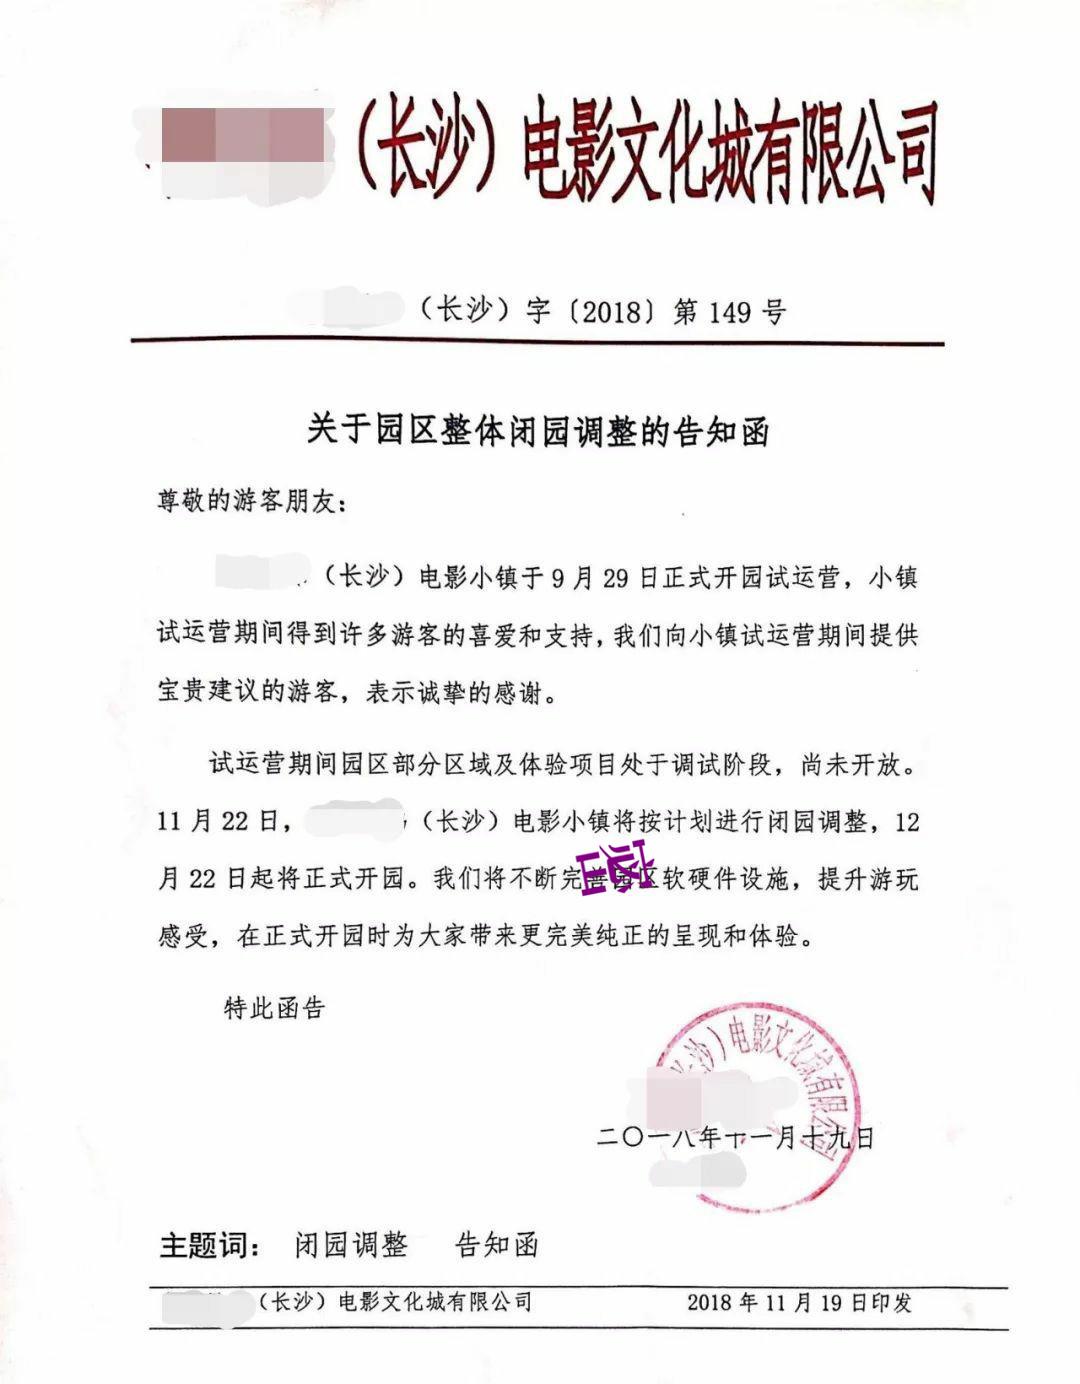 （长沙）电影文化城有限公司
（长沙）字〔2018〕第 149 号
关于园区整体闭园调整的告知函
尊敬的游客朋友：
（长沙）电影小镇于 9 月 29 日正式开园试运营，小镇
试运营期间得到许多游客的喜爱和支持，我们向小镇试运营期间提供
宝贵建议的游客，表示诚挚的感谢。
试运营期间园区部分区域及体验项目处于调试阶段，尚未开放。
11 月 22 日，（长沙）电影小镇将按计划进行闭园调整，12
月 22 日起将正式开园。我们将不断完善园区软硬件设施，提升游玩
感受，在正式开园时为大家带来更完美纯正的呈现和体验。
特此函告
长沙）电影文化城有限公司
二〇一八年十一月十九日
主题词： 闭园调整 告知函
（长沙）电影文化城有限公司 2018 年 11 月 19 日印发